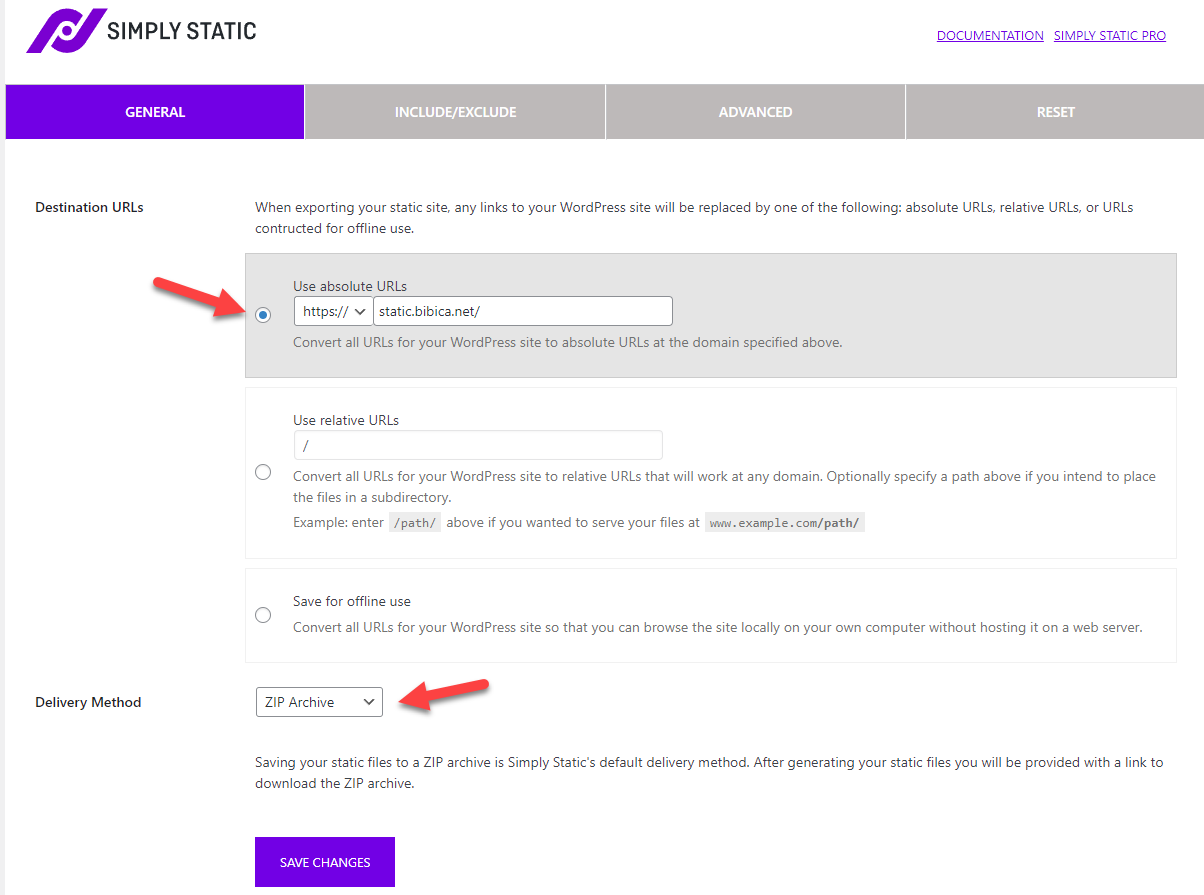 SIMPLY STATIC
DOCUMENTATION SIMPLY STATIC PRO
GENERAL INCLUDE/EXCLUDE ADVANCED RESET
Destination URLs
When exporting your static site, any links to your WordPress site will be replaced by one of the following: absolute URLs, relative URLs, or URLs
contructed for offline use.
Use absolute URLs
https:// static.bibica.net/
Convert all URLs for your WordPress site to absolute URLs at the domain specified above.
Use relative URLs
/
Convert all URLs for your WordPress site to relative URLs that will work at any domain. Optionally specify a path above if you intend to place
the files in a subdirectory.
Example: enter /path/ above if you wanted to serve your files at www.example.com/path/
Save for offline use
Convert all URLs for your WordPress site so that you can browse the site locally on your own computer without hosting it on a web server.
Delivery Method
ZIP Archive
Saving your static files to a ZIP archive is Simply Static's default delivery method. After generating your static files you will be provided with a link to
download the ZIP archive.
SAVE CHANGES